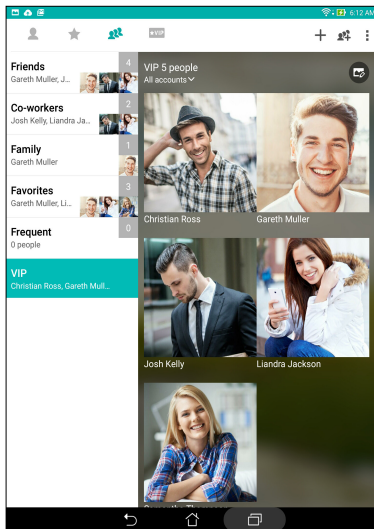 6:12 AM
VIP
Friends
4
Gareth Muller, J...
Co-workers
2
Josh Kelly, Liandra Ja...
Family
1
Gareth Muller
Favorites
3
Gareth Muller, Li...
Frequent
0
0 people
VIP
Christian Ross, Gareth Mull...
VIP 5 people
All accounts
Christian Ross
Gareth Muller
Josh Kelly
Liandra Jackson
Samantha Thompson